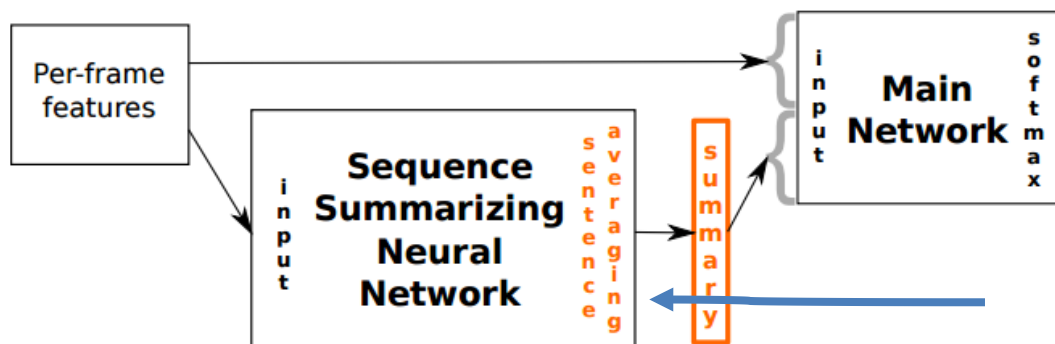 Per-frame
features
input
Sequence
Summarizing
Neural
Network
sentence
averaging
summary
input
Main
Network
softmax